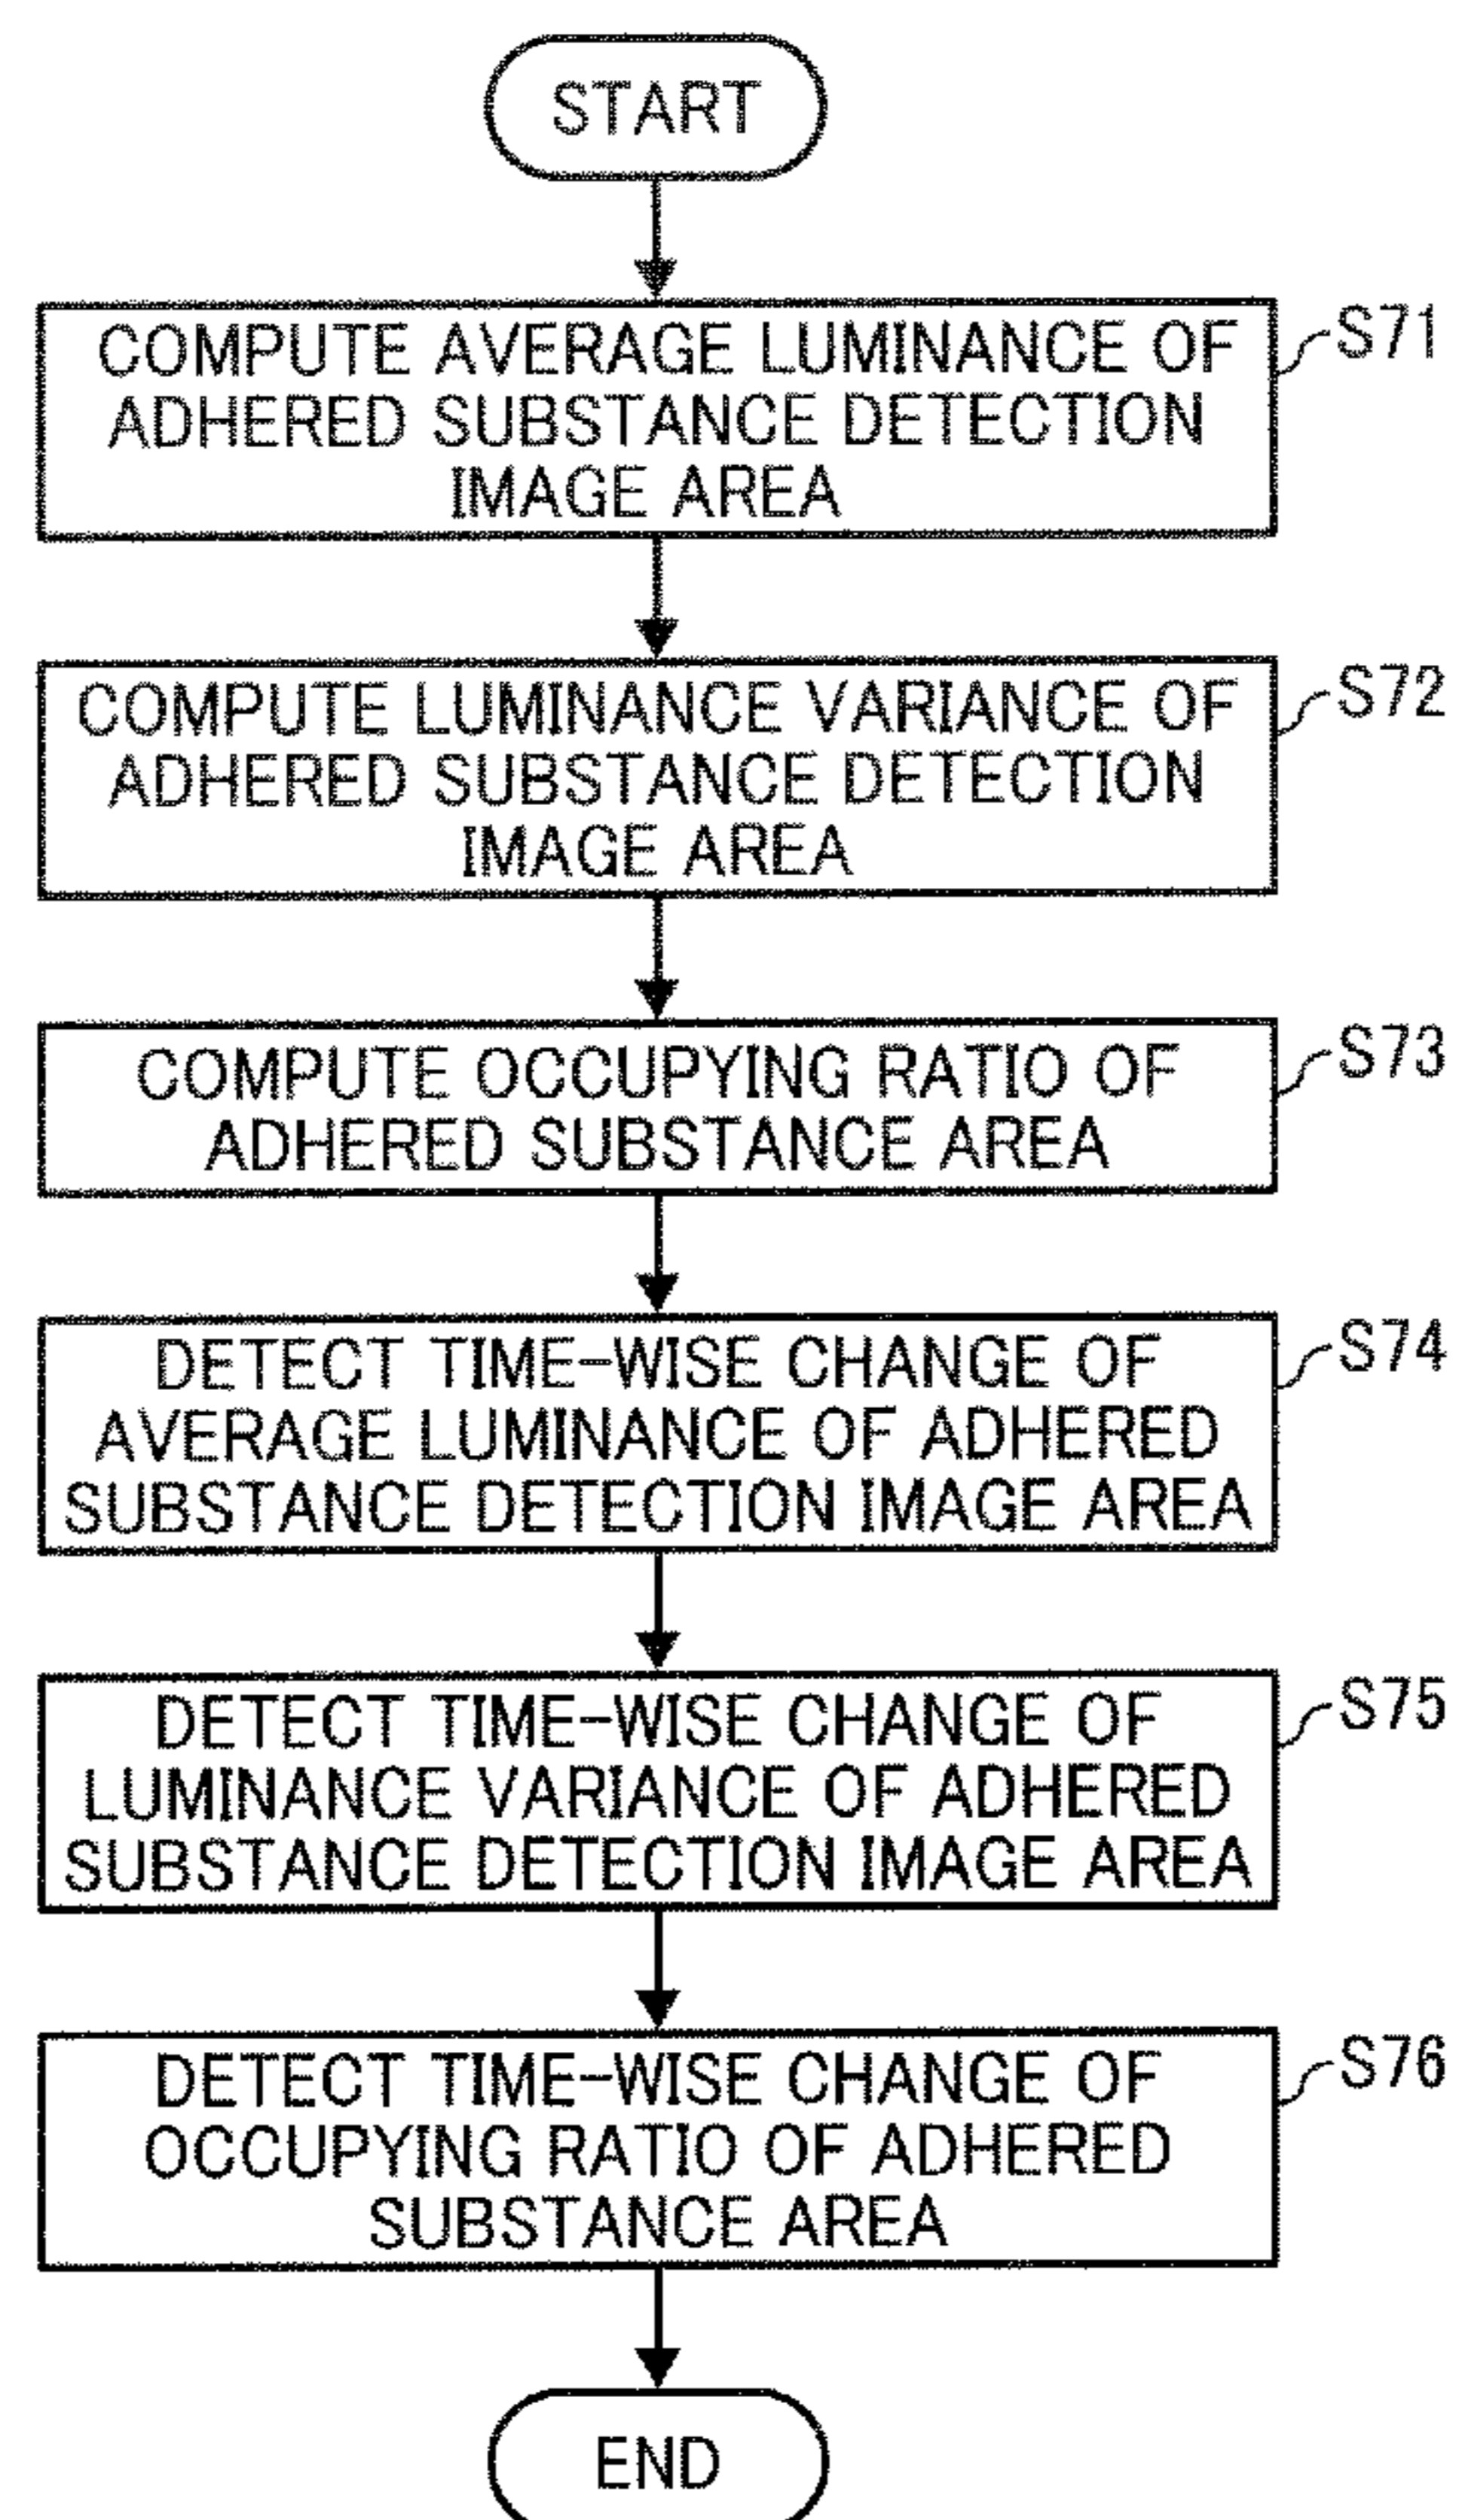 START
COMPUTE AVERAGE LUMINANCE OF
ADHERED SUBSTANCE DETECTION
IMAGE AREA
S71
COMPUTE LUMINANCE VARIANCE OF
ADHERED SUBSTANCE DETECTION
IMAGE AREA
S72
COMPUTE OCCUPYING RATIO OF
ADHERED SUBSTANCE AREA
S73
DETECT TIME-WISE CHANGE OF
AVERAGE LUMINANCE OF ADHERED
SUBSTANCE DETECTION IMAGE AREA
S74
DETECT TIME-WISE CHANGE OF
LUMINANCE VARIANCE OF ADHERED
SUBSTANCE DETECTION IMAGE AREA
S75
DETECT TIME-WISE CHANGE OF
OCCUPYING RATIO OF ADHERED
SUBSTANCE AREA
S76
END